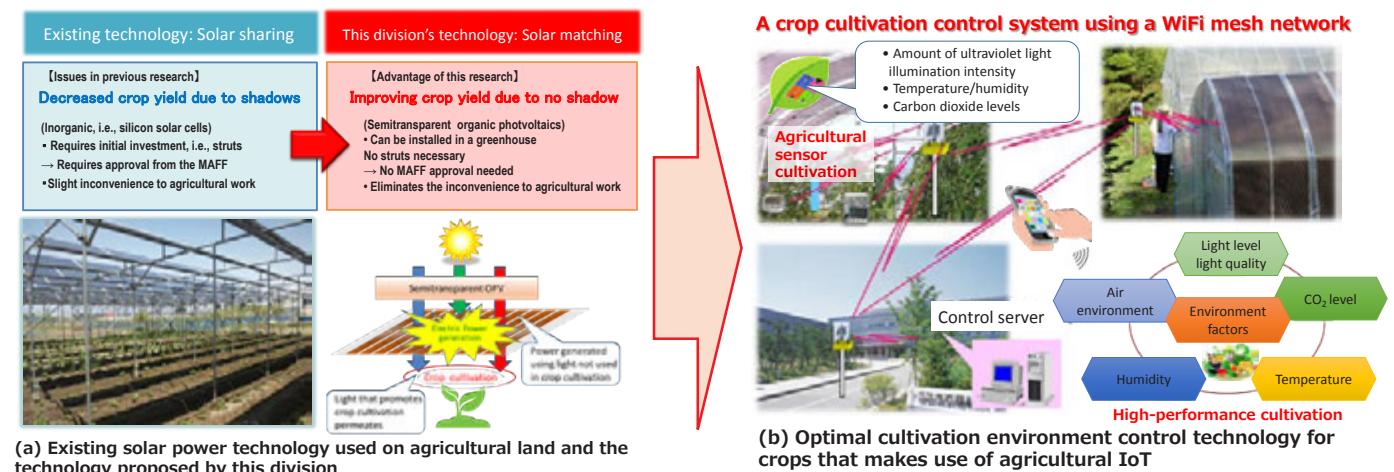 Existing technology: Solar sharing
This division's technology: Solar matching
【Issues in previous research】
Decreased crop yield due to shadows
(Inorganic, i.e., silicon solar cells)
• Requires initial investment, i.e., struts
→ Requires approval from the MAFF
•Slight inconvenience to agricultural work
【Advantage of this research】
Improving crop yield due to no shadow
(Semitransparent organic photovoltaics)
• Can be installed in a greenhouse
No struts necessary
→ No MAFF approval needed
• Eliminates the inconvenience to agricultural work
Semitransparent OPV
Electric Power
generation
Power generated
using light not used
in crop cultivation
Crop cultivation
Light that promotes
crop cultivation
permeates
(a) Existing solar power technology used on agricultural land and the
technology proposed by this division
A crop cultivation control system using a WiFi mesh network
• Amount of ultraviolet light
illumination intensity
• Temperature/humidity
• Carbon dioxide levels
Agricultural
sensor
cultivation
Control server
Light level
light quality
Air
environment
CO₂ level
Environment
factors
Humidity
Temperature
High-performance cultivation
(b) Optimal cultivation environment control technology for
crops that makes use of agricultural IoT